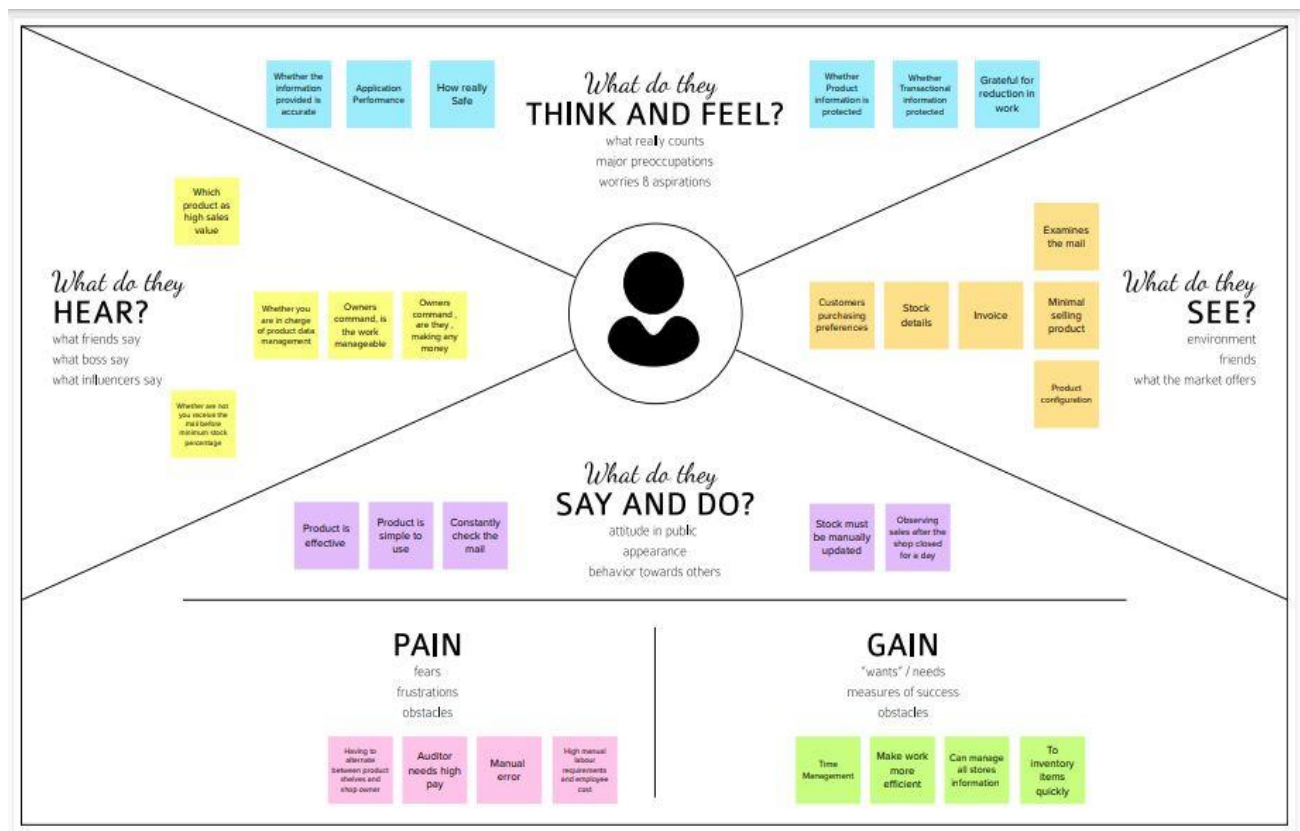 What do they
THINK AND FEEL?
what really counts
major preoccupations
worries & aspirations
Whether the
information
provided is
accurate
Application
Performance
How really
Safe
Whether
Product
information is
protected
Whether
Transactional
information
protected
Grateful for
reduction in
work
What do they
HEAR?
what friends say
what boss say
what influencers say
Which
product as
high sales
value
Whether you
are in charge
of product data
management
Owners
command, is
the work
manageable
Owners
command ,
are they ,
making any
money
Whether are not
you receive the
mail before
minimum stock
percentage
What do they
SEE?
environment
friends
what the market offers
Examines
the mail
Customers
purchasing
preferences
Stock
details
Invoice
Minimal
selling
product
Product
configuration
What do they
SAY AND DO?
attitude in public
appearance
behavior towards others
Product is
effective
Product is
simple to
use
Constantly
check the
mail
Stock must
be manually
updated
Observing
sales after the
shop closed
for a day
PAIN
fears
frustrations
obstacles
Having to
alternate
between product
shelves and
shop owner
Auditor
needs high
pay
Manual
error
High manual
labour
requirements
and employee
cost
GAIN
"wants" / needs
measures of success
obstacles
Time
Management
Make work
more
efficient
Can manage
all stores
information
To
inventory
items
quickly